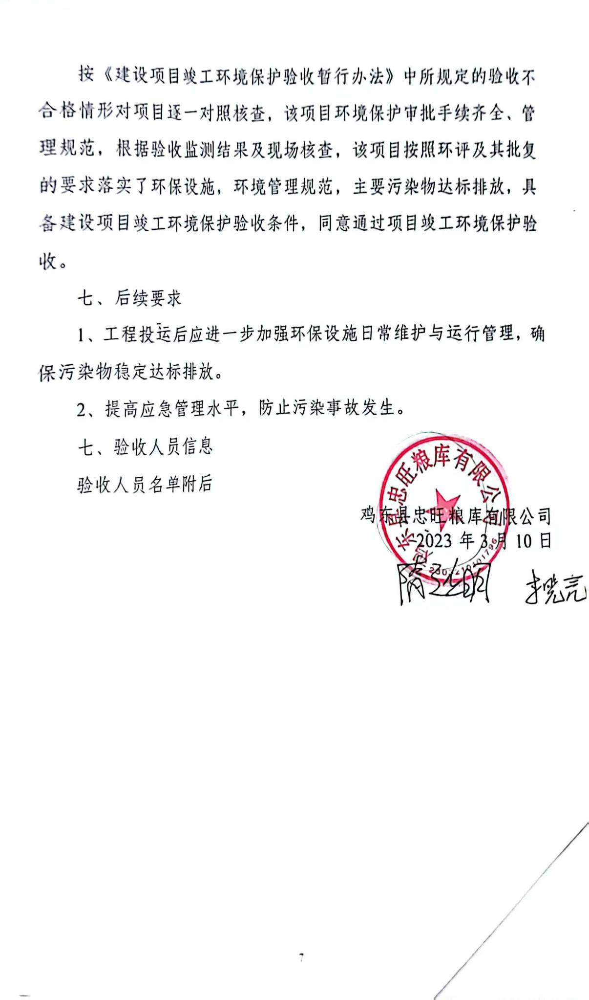 按《建设项目竣工环境保护验收暂行办法》中所规定的验收不
合格情形对项目逐一对照核查，该项目环境保护审批手续齐全、管
理规范，根据验收监测结果及现场核查，该项目按照环评及其批复
的要求落实了环保设施，环境管理规范，主要污染物达标排放，具
备建设项目竣工环境保护验收条件，同意通过项目竣工环境保护验
收。
七、后续要求
1、工程投运后应进一步加强环保设施日常维护与运行管理，确
保污染物稳定达标排放。
2、提高应急管理水平，防止污染事故发生。
七、验收人员信息
验收人员名单附后
鸡东县忠旺粮库有限公司
鸡东县忠旺粮库有限公司
2023 年 3 月 10 日
7